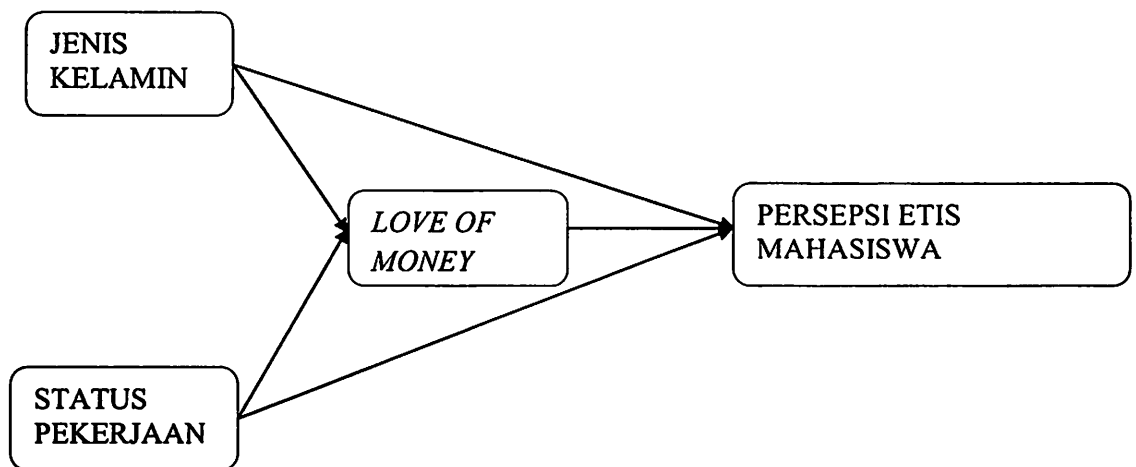 JENIS
KELAMIN
LOVE OF
MONEY
PERSEPSI ETIS
MAHASISWA
STATUS
PEKERJAAN